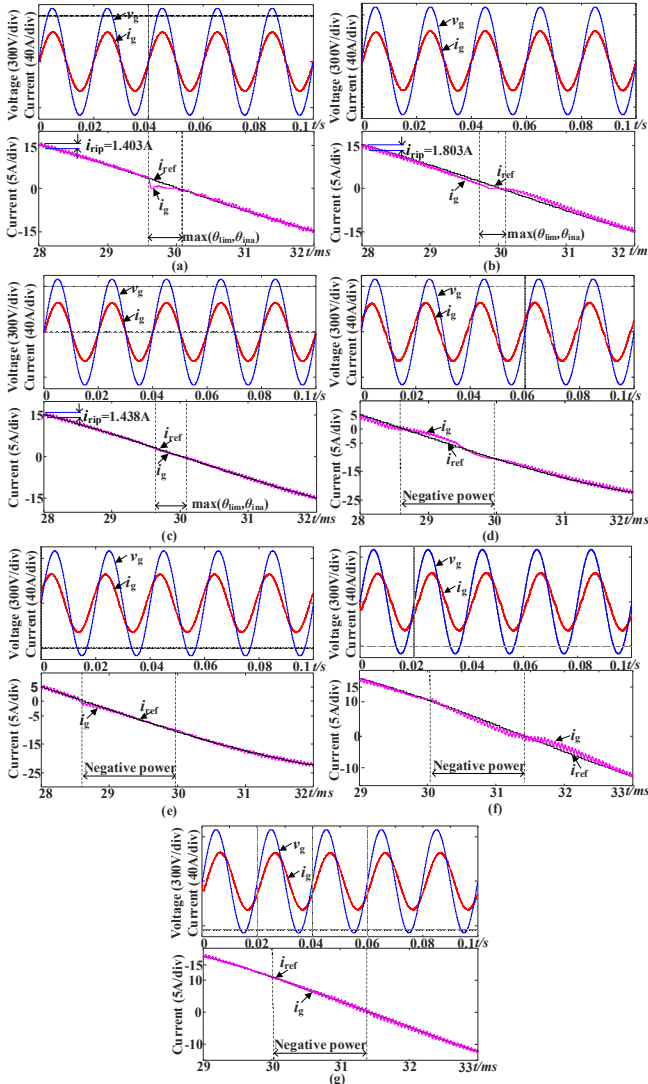 Voltage (300V/div)
Current (40A/div)
vg
ig
0 0.02 0.04 0.06 0.08 0.1 t/s
Current (5A/div)
15
0
-15
irip=1.403A
iref
ig
28 29 30 31 32 t/ms
max(θlim,θina)
(a)
Voltage (300V/div)
Current (40A/div)
vg
ig
0 0.02 0.04 0.06 0.08 0.1 t/s
Current (5A/div)
15
0
-15
irip=1.803A
iref
ig
28 29 30 31 32 t/ms
max(θlim,θina)
(b)
Voltage (300V/div)
Current (40A/div)
vg
ig
0 0.02 0.04 0.06 0.08 0.1 t/s
Current (5A/div)
15
0
-15
irip=1.438A
iref
ig
28 29 30 31 32 t/ms
max(θlim,θina)
(c)
Voltage (300V/div)
Current (40A/div)
vg
ig
0 0.02 0.04 0.06 0.08 0.1 t/s
Current (5A/div)
5
0
-5
-15
-25
ig
iref
Negative power
28 29 30 31 32 t/ms
(d)
Voltage (300V/div)
Current (40A/div)
vg
ig
0 0.02 0.04 0.06 0.08 0.1 t/s
Current (5A/div)
5
0
-5
-15
-25
iref
ig
Negative power
28 29 30 31 32 t/ms
(e)
Voltage (300V/div)
Current (40A/div)
vg
ig
0 0.02 0.04 0.06 0.08 0.1 t/s
Current (5A/div)
10
0
-10
ig
iref
Negative power
29 30 31 32 33 t/ms
(f)
Voltage (300V/div)
Current (40A/div)
vg
ig
0 0.02 0.04 0.06 0.08 0.1 t/s
Current (5A/div)
-15
10
0
-10
iref
ig
Negative power
29 30 31 32 33 t/ms
(g)